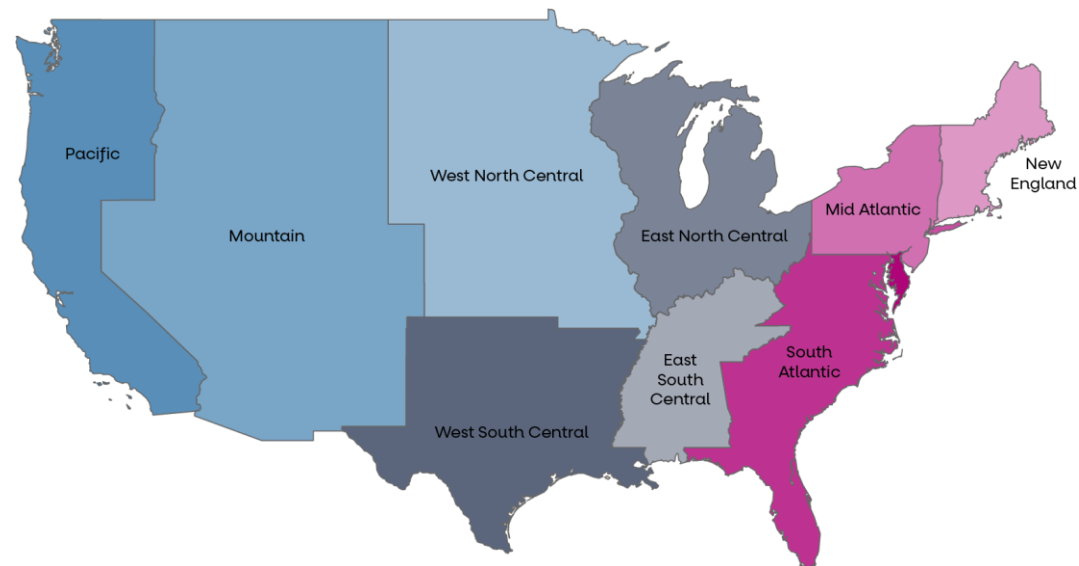 Pacific
Mountain
West North Central
East North Central
Mid Atlantic
New
England
West South Central
East
South
Central
South
Atlantic